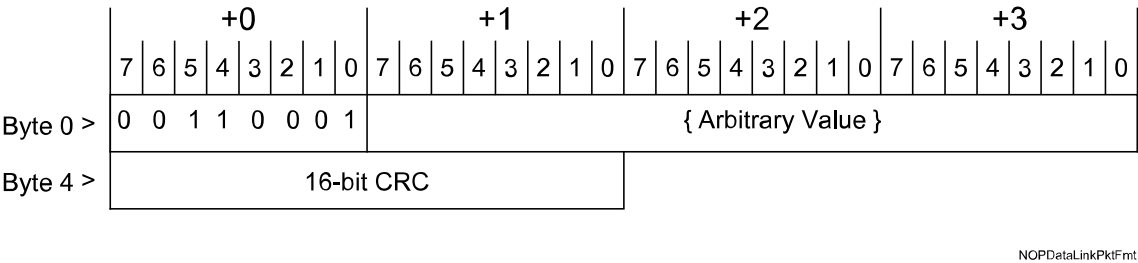 +0 +1 +2 +3
7 6 5 4 3 2 1 0 7 6 5 4 3 2 1 0 7 6 5 4 3 2 1 0 7 6 5 4 3 2 1 0
Byte 0 > 0 0 1 1 0 0 0 1 { Arbitrary Value }
Byte 4 > 16-bit CRC
NOPDataLinkPktFmt